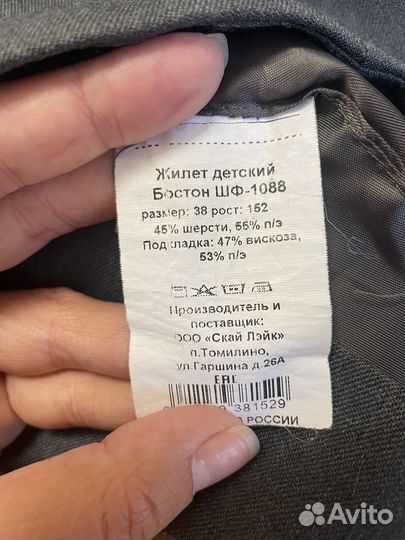 Жилет детский
Бостон ШФ-1088
размер: 38 рост: 152
45% шерсти, 55% п/э
Подкладка: 47% вискоза,
53% п/э
Производитель и
поставщик:
ООО «Скай Лэйк»
п.Томилино,
ул.Гаршина д.26А
EAC
381529
РОССИИ
Avito